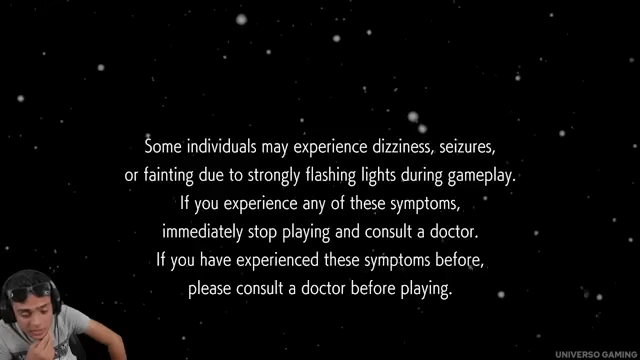 Some individuals may experience dizziness, seizures,
or fainting due to strongly flashing lights during gameplay.
If you experience any of these symptoms,
immediately stop playing and consult a doctor.
If you have experienced these symptoms before,
please consult a doctor before playing.
UNIVERSO GAMING